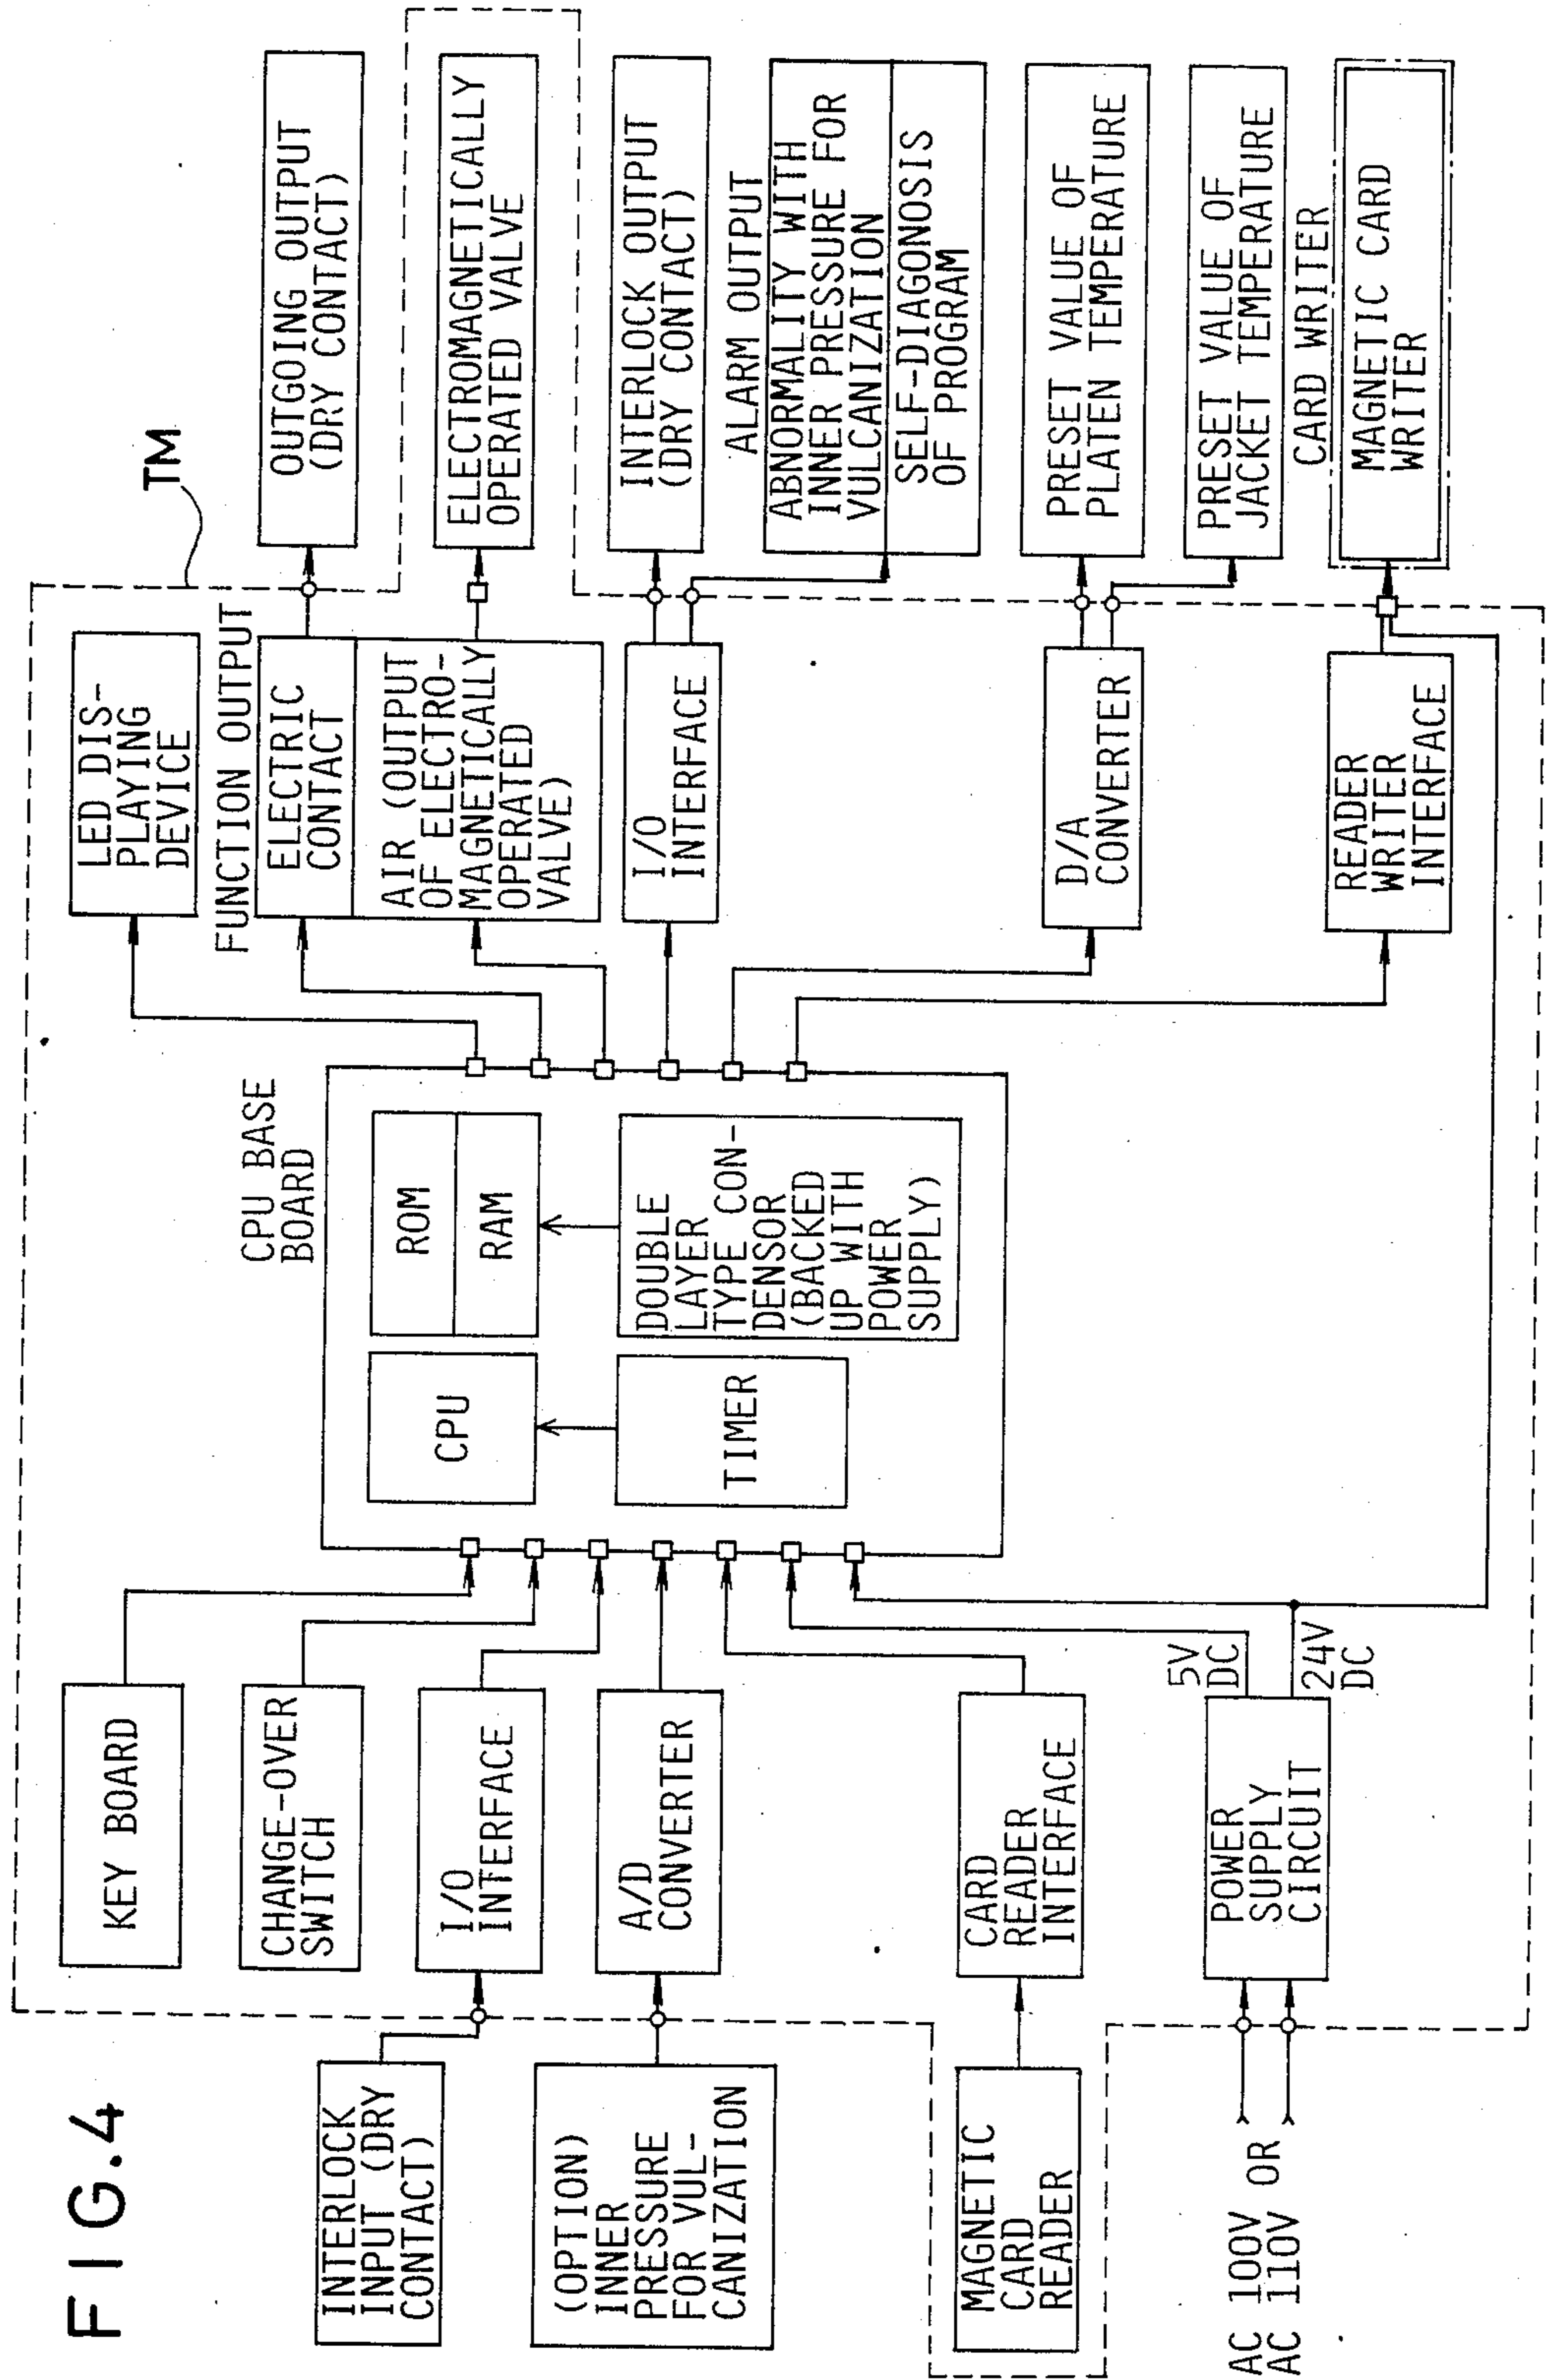 FIG.4
INTERLOCK
INPUT (DRY
CONTACT)
(OPTION)
INNER
PRESSURE
FOR VUL-
CANIZATION
MAGNETIC
CARD
READER
AC 100V OR
AC 110V
KEY BOARD
CHANGE-OVER
SWITCH
I/O
INTERFACE
A/D
CONVERTER
CARD
READER
INTERFACE
POWER
SUPPLY
CIRCUIT
5V
DC
24V
DC
CPU BASE
BOARD
CPU
ROM
RAM
TIMER
DOUBLE
LAYER
TYPE CON-
DENSOR
(BACKED
UP WITH
POWER
SUPPLY)
LED DIS-
PLAYING
DEVICE
FUNCTION OUTPUT
ELECTRIC
CONTACT
AIR (OUTPUT
OF ELECTRO-
MAGNETICALLY
OPERATED
VALVE)
I/O
INTERFACE
D/A
CONVERTER
READER
WRITER
INTERFACE
TM
OUTGOING OUTPUT
(DRY CONTACT)
ELECTROMAGNETICALLY
OPERATED VALVE
INTERLOCK OUTPUT
(DRY CONTACT)
ALARM OUTPUT
ABNORMALITY WITH
INNER PRESSURE FOR
VULCANIZATION
SELF-DIAGONOSIS
OF PROGRAM
PRESET VALUE OF
PLATEN TEMPERATURE
PRESET VALUE OF
JACKET TEMPERATURE
CARD WRITER
MAGNETIC CARD
WRITER